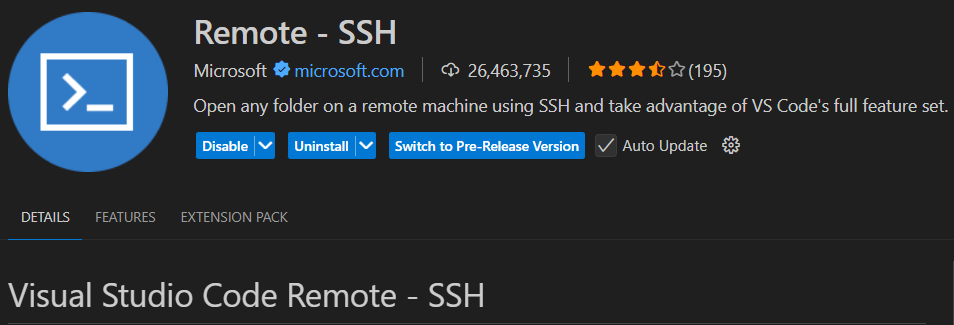 Remote - SSH
Microsoft microsoft.com 26,463,735 (195)
Open any folder on a remote machine using SSH and take advantage of VS Code's full feature set.
Disable Uninstall Switch to Pre-Release Version Auto Update
DETAILS FEATURES EXTENSION PACK
Visual Studio Code Remote - SSH